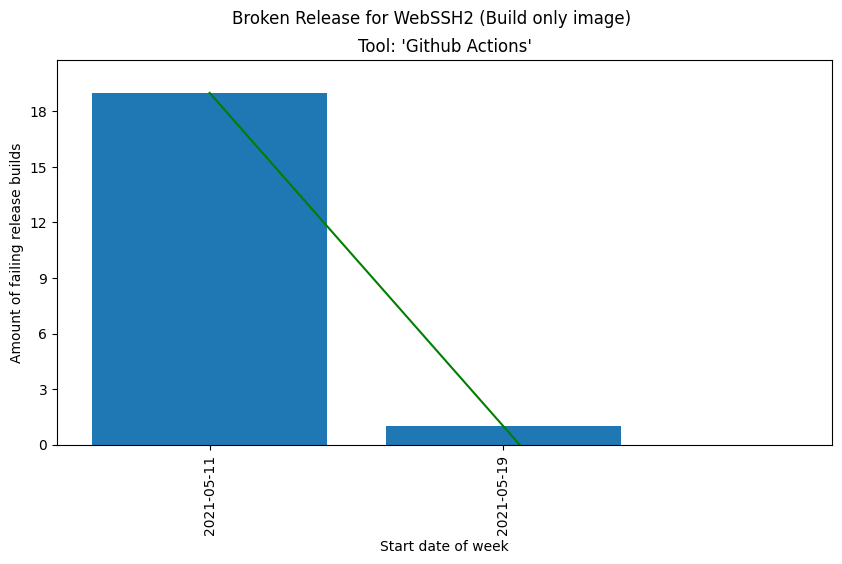 Broken Release for WebSSH2 (Build only image)
Tool: 'Github Actions'
Amount of failing release builds
18
15
12
9
6
3
0
2021-05-11
2021-05-19
Start date of week